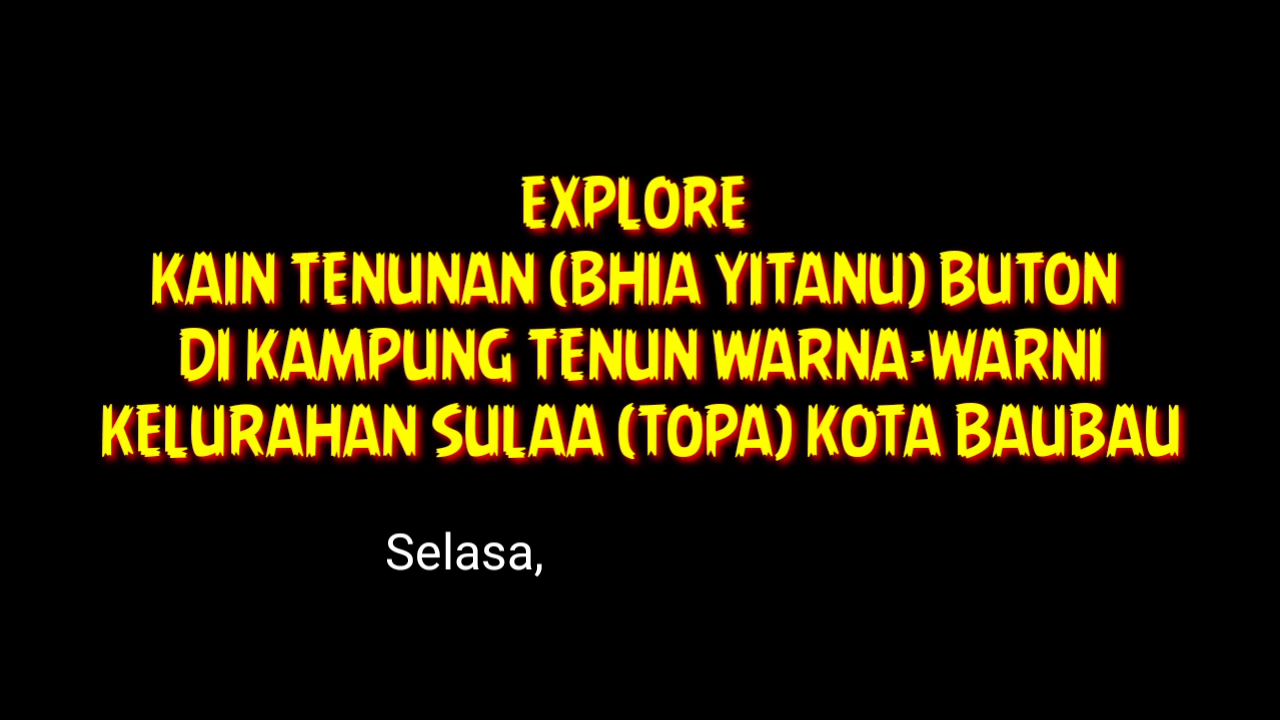 EXPLORE
KAIN TENUNAN (BHIA YITANU) BUTON
DI KAMPUNG TENUN WARNA-WARNI
KELURAHAN SULAA (TOPA) KOTA BAUBAU
Selasa,